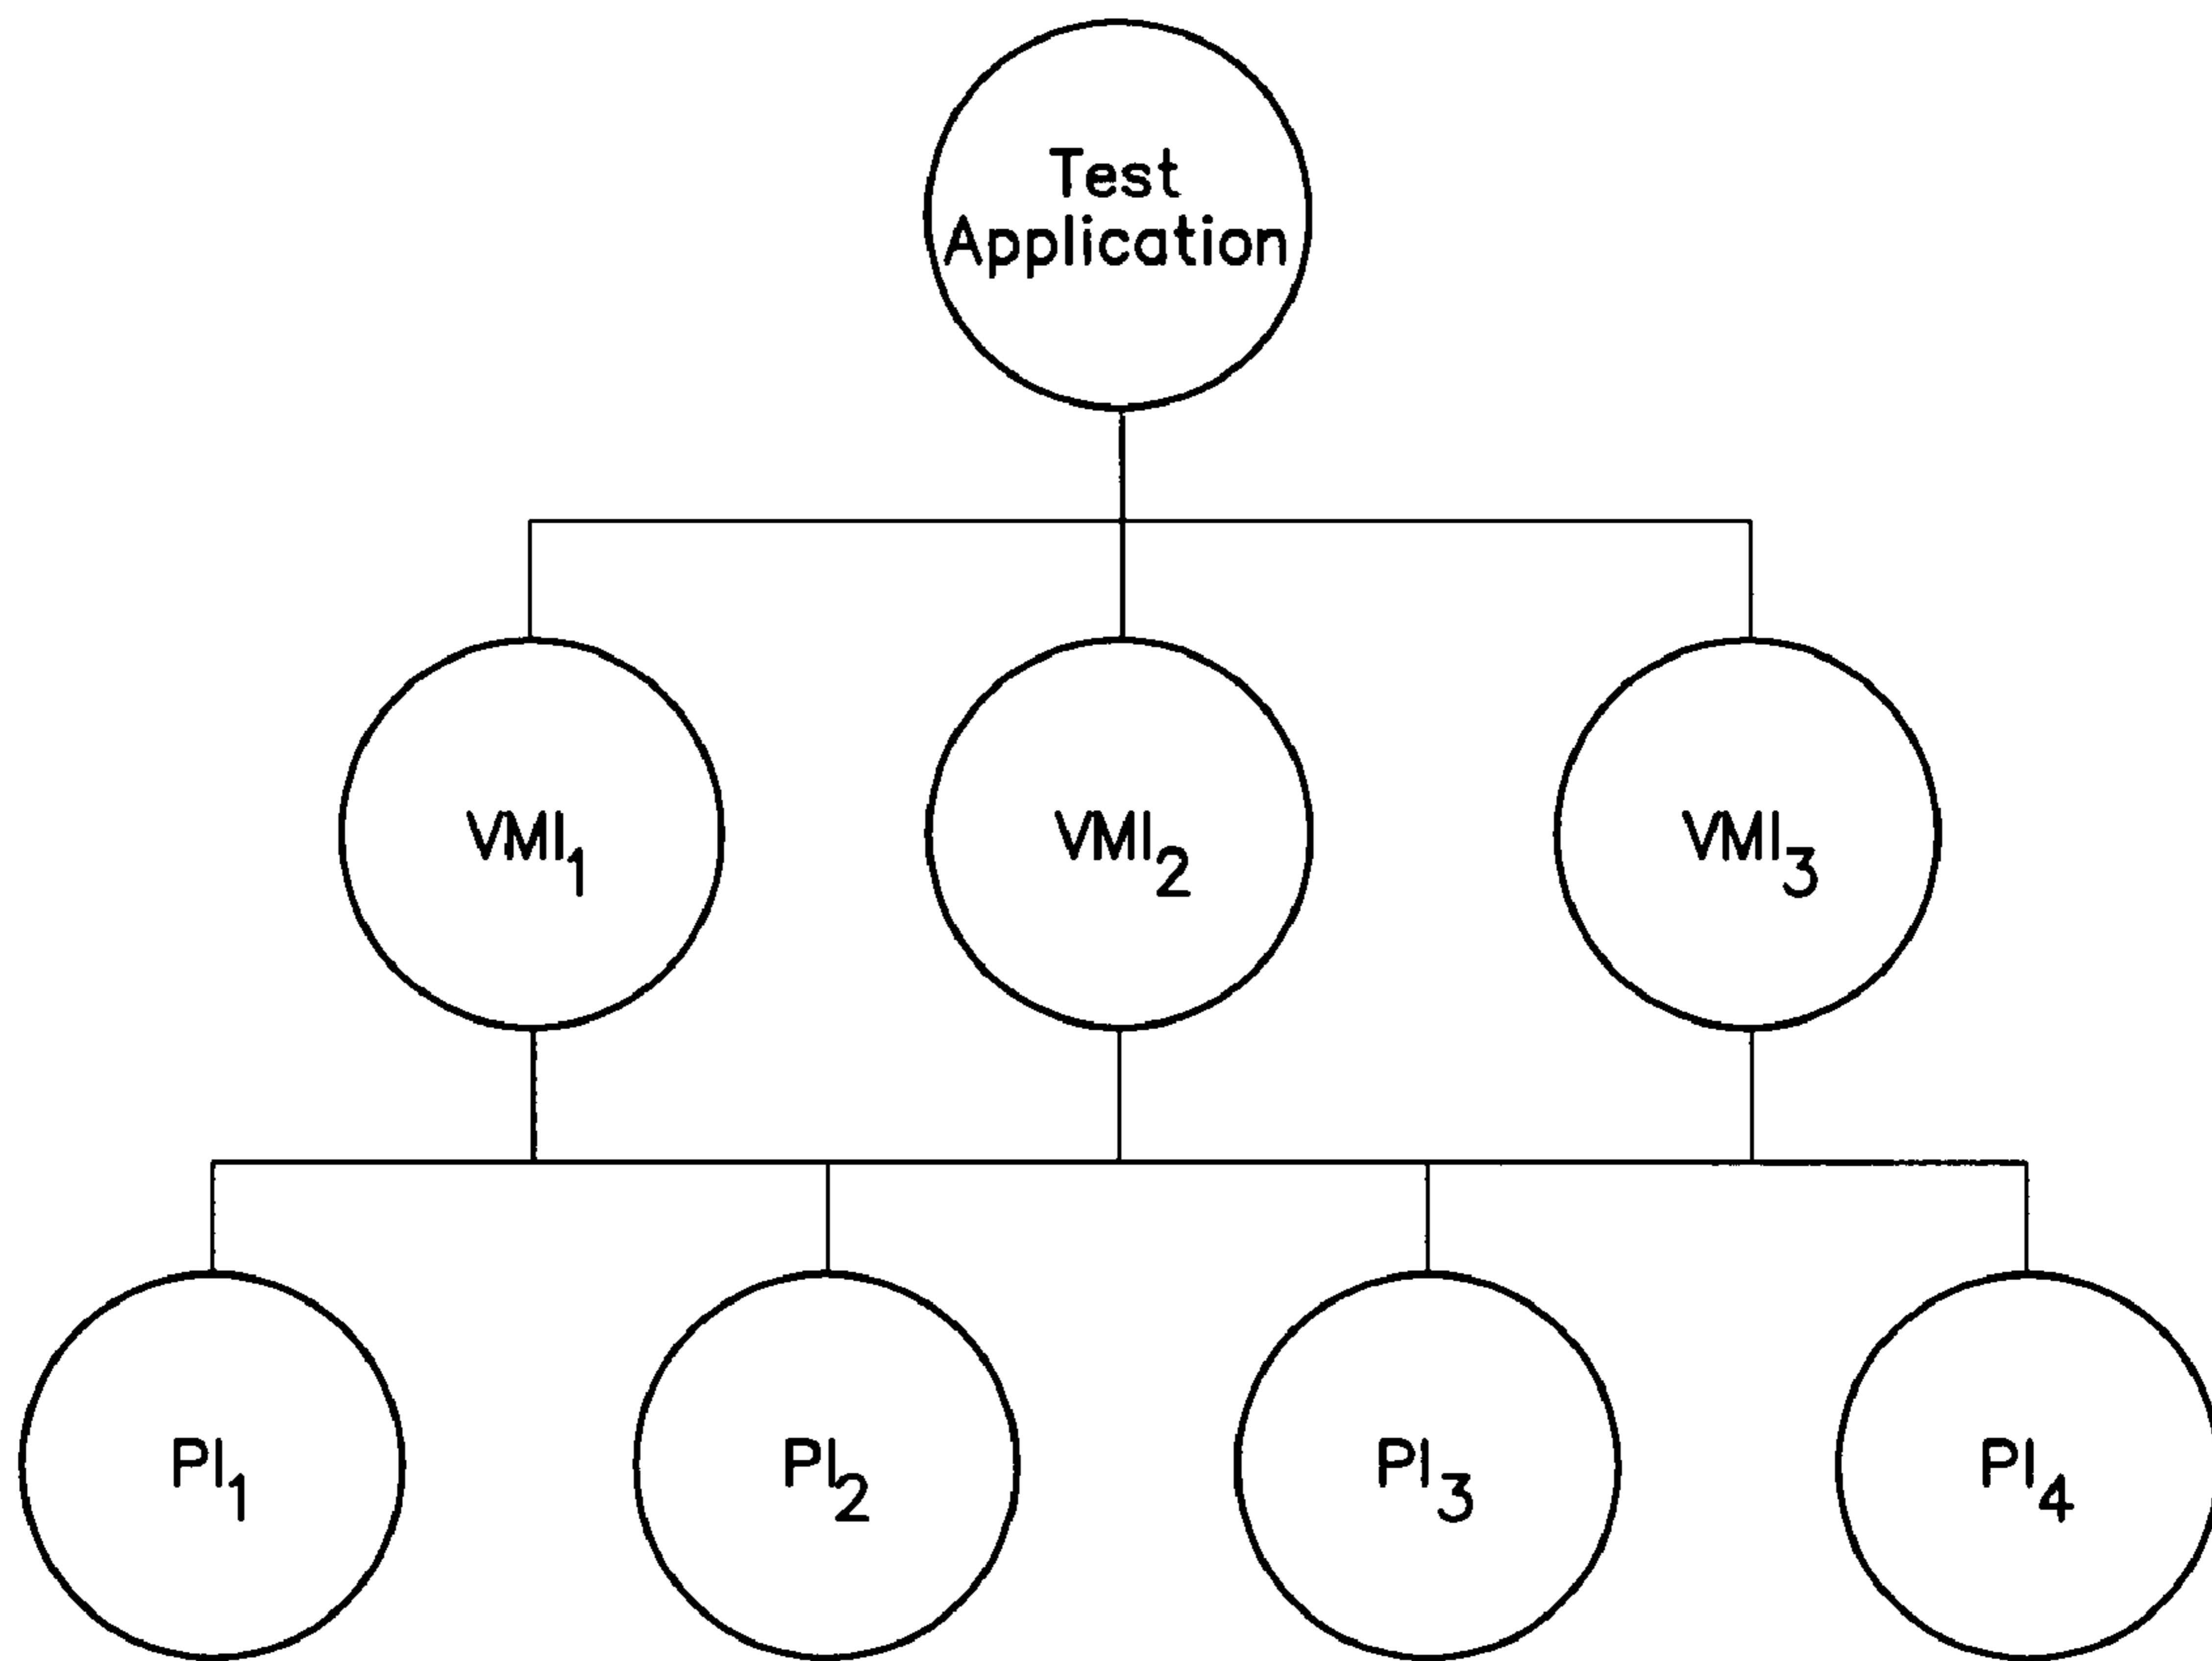 Test
Application
VMI₁
VMI₂
VMI₃
PI₁
PI₂
PI₃
PI₄